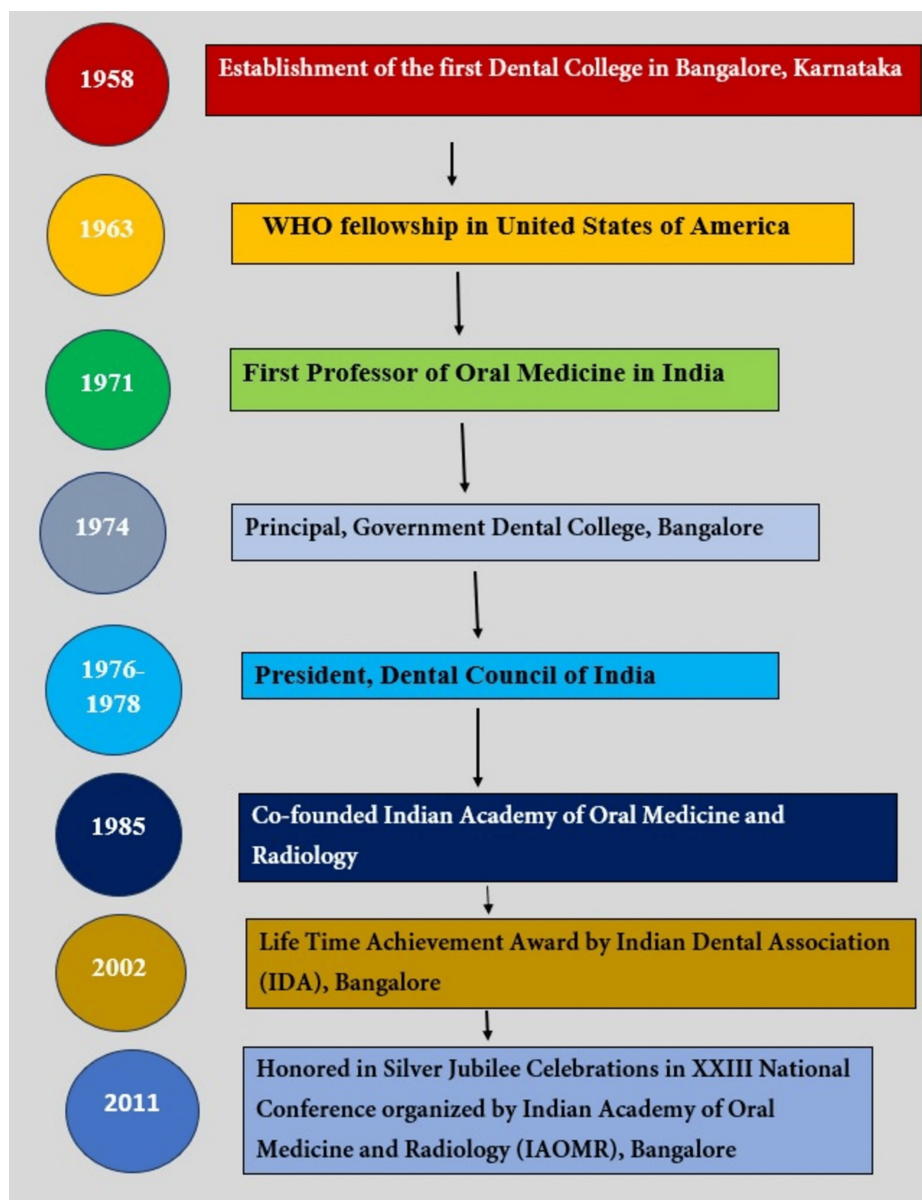 1958
Establishment of the first Dental College in Bangalore, Karnataka
1963
WHO fellowship in United States of America
1971
First Professor of Oral Medicine in India
1974
Principal, Government Dental College, Bangalore
1976-
1978
President, Dental Council of India
1985
Co-founded Indian Academy of Oral Medicine and
Radiology
2002
Life Time Achievement Award by Indian Dental Association
(IDA), Bangalore
2011
Honored in Silver Jubilee Celebrations in XXIII National
Conference organized by Indian Academy of Oral
Medicine and Radiology (IAOMR), Bangalore